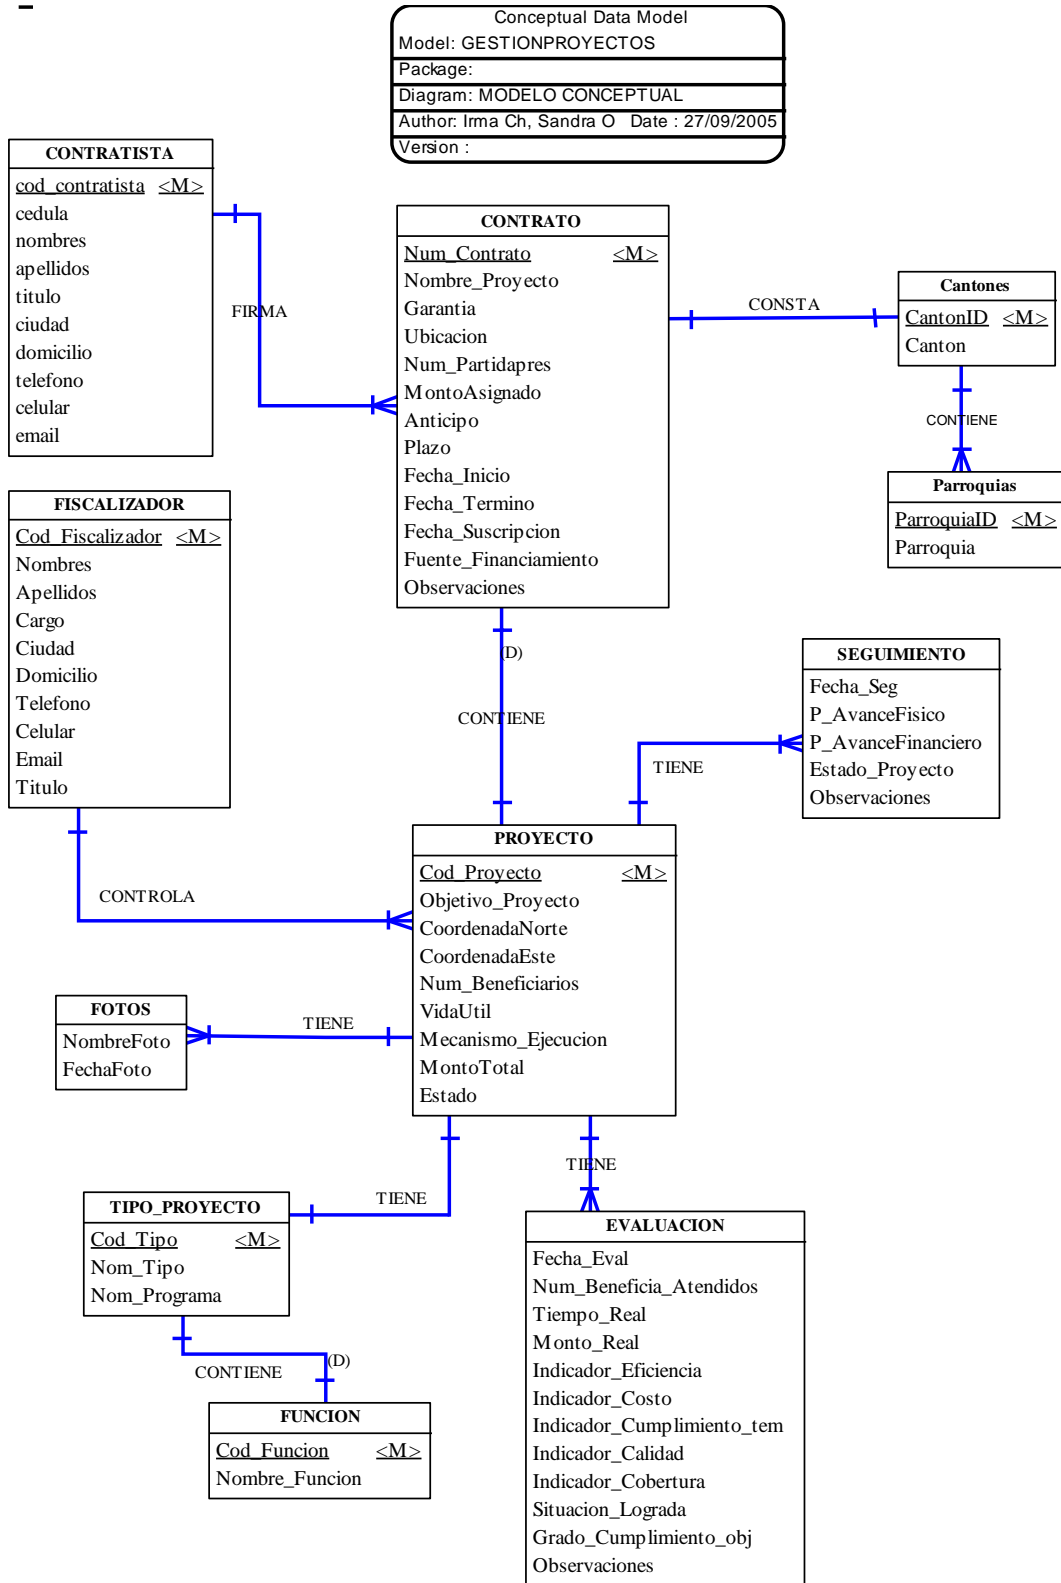 Conceptual Data Model
Model: GESTIONPROYECTOS
Package:
Diagram: MODELO CONCEPTUAL
Author: Irma Ch, Sandra O Date : 27/09/2005
Version :
CONTRATISTA
cod_contratista <M>
cedula
nombres
apellidos
titulo
ciudad
domicilio
telefono
celular
email
FIRMA
CONTRATO
Num_Contrato <M>
Nombre_Proyecto
Garantia
Ubicacion
Num_Partidapres
MontoAsignado
Anticipo
Plazo
Fecha_Inicio
Fecha_Termino
Fecha_Suscripcion
Fuente_Financiamiento
Observaciones
CONSTA
Cantones
CantonID <M>
Canton
CONTIENE
Parroquias
ParroquiaID <M>
Parroquia
FISCALIZADOR
Cod_Fiscalizador <M>
Nombres
Apellidos
Cargo
Ciudad
Domicilio
Telefono
Celular
Email
Titulo
(D)
CONTIENE
SEGUIMIENTO
Fecha_Seg
P_AvanceFisico
P_AvanceFinanciero
Estado_Proyecto
Observaciones
TIENE
CONTROLA
PROYECTO
Cod_Proyecto <M>
Objetivo_Proyecto
CoordenadaNorte
CoordenadaEste
Num_Beneficiarios
VidaUtil
Mecanismo_Ejecucion
MontoTotal
Estado
FOTOS
NombreFoto
FechaFoto
TIENE
TIENE
TIENE
TIPO_PROYECTO
Cod_Tipo <M>
Nom_Tipo
Nom_Programa
CONTIENE
(D)
FUNCION
Cod_Funcion <M>
Nombre_Funcion
EVALUACION
Fecha_Eval
Num_Beneficia_Atendidos
Tiempo_Real
Monto_Real
Indicador_Eficiencia
Indicador_Costo
Indicador_Cumplimiento_tem
Indicador_Calidad
Indicador_Cobertura
Situacion_Lograda
Grado_Cumplimiento_obj
Observaciones